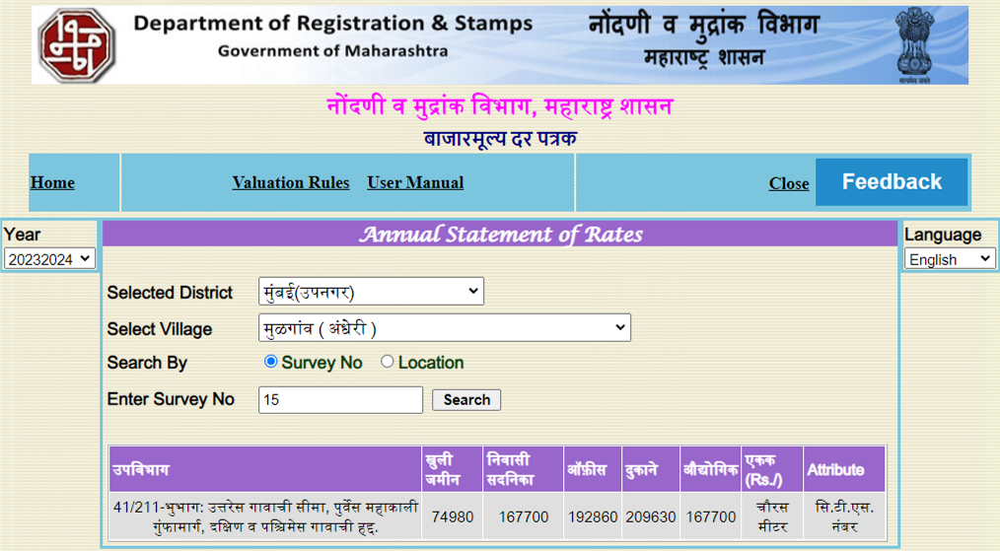 Department of Registration & Stamps
Government of Maharashtra
नोंदणी व मुद्रांक विभाग
महाराष्ट्र शासन
नोंदणी व मुद्रांक विभाग, महाराष्ट्र शासन
बाजारमूल्य दर पत्रक
Home Valuation Rules User Manual Close Feedback
Year Annual Statement of Rates Language
20232024 English
Selected District मुंबई(उपनगर)
Select Village मुळगांव ( अंधेरी )
Search By Survey No Location
Enter Survey No 15 Search
उपविभाग खुली जमीन निवासी सदनिका ऑफ़ीस दुकाने औद्योगिक एकक (Rs./) Attribute
41/211-भुभाग: उत्तरेस गावाची सीमा, पुर्वेस महाकाली 74980 167700 192860 209630 167700 चौरस मीटर सि.टी.एस. नंबर
गुंफामार्ग, दक्षिण व पश्चिमेस गावाची हद्द.